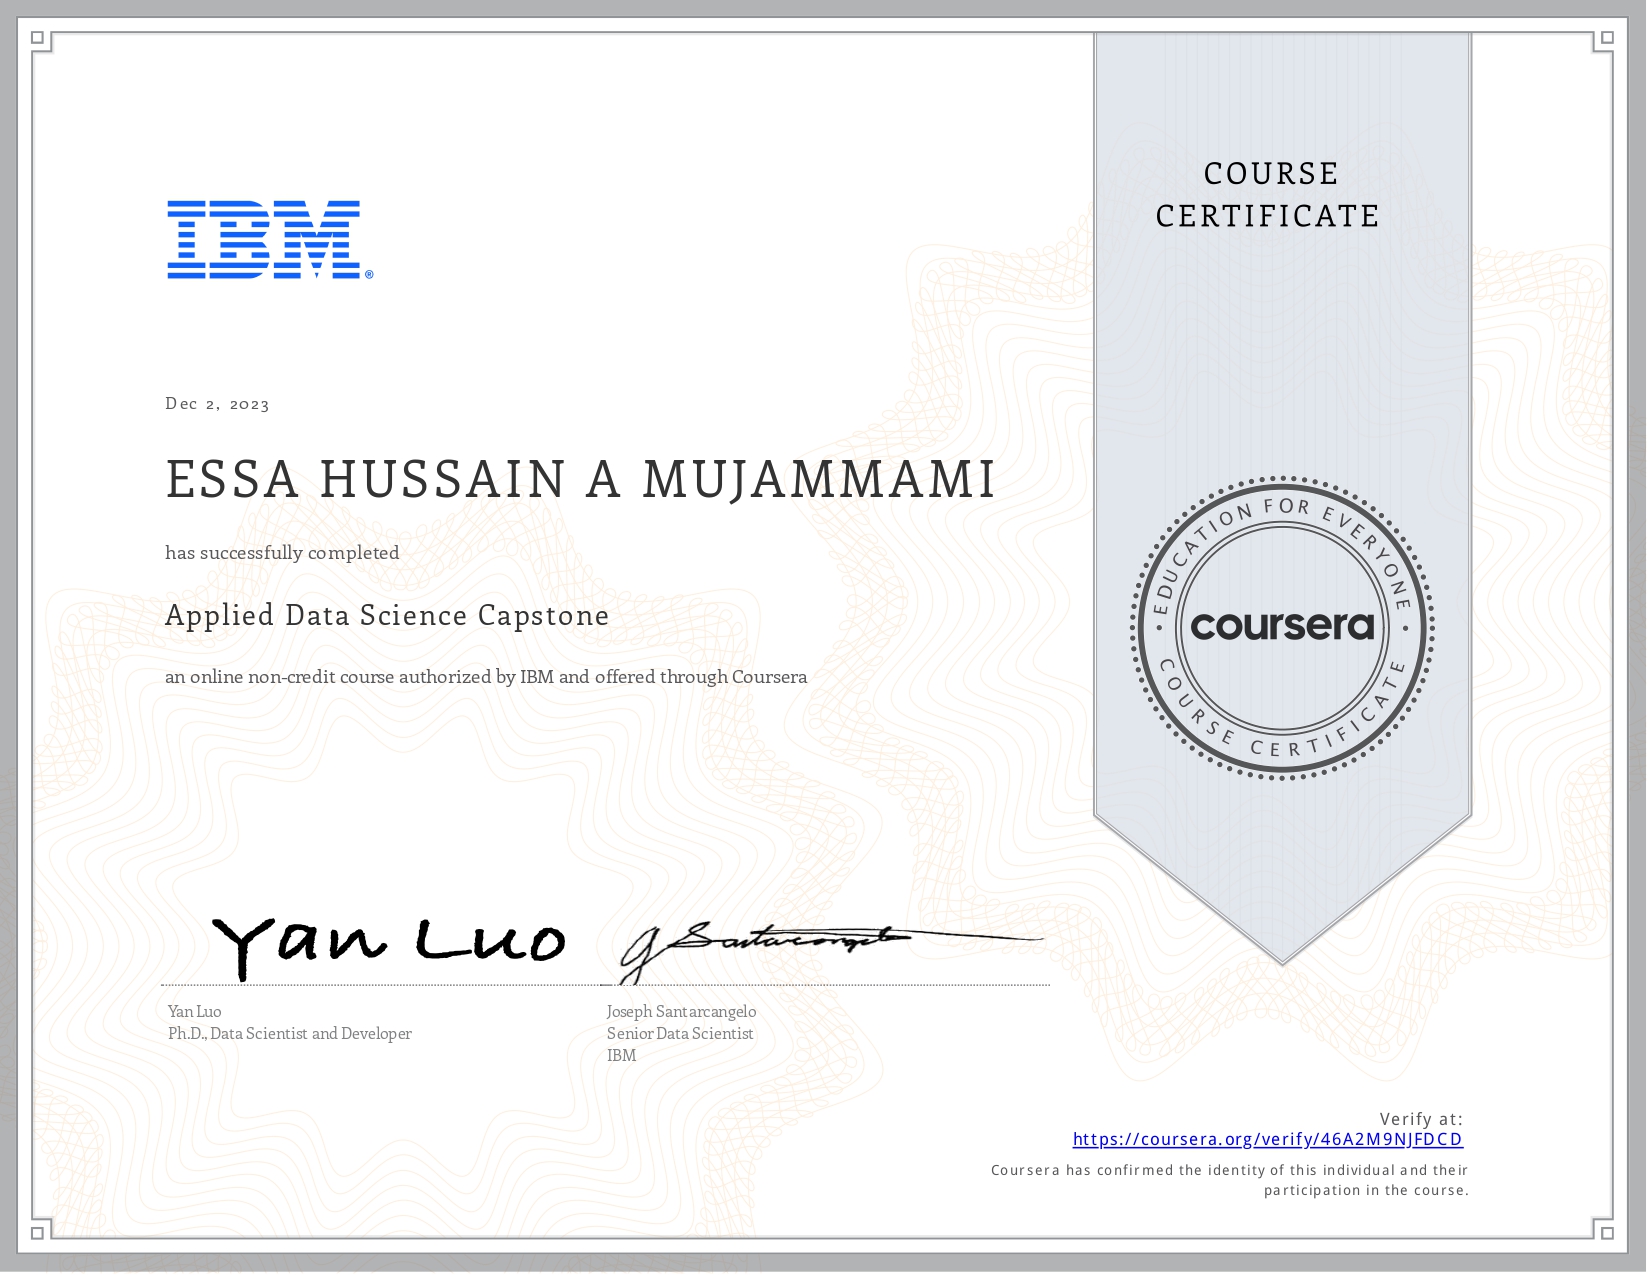 IBM®
COURSE
CERTIFICATE
Dec 2, 2023
ESSA HUSSAIN A MUJAMMAMI
has successfully completed
Applied Data Science Capstone
an online non-credit course authorized by IBM and offered through Coursera
EDUCATION FOR EVERYONE
coursera
COURSE CERTIFICATE
Yan Luo
J Santarcangelo
Yan Luo
Ph.D., Data Scientist and Developer
Joseph Santarcangelo
Senior Data Scientist
IBM
Verify at:
https://coursera.org/verify/46A2M9NJFDCD
Coursera has confirmed the identity of this individual and their
participation in the course.